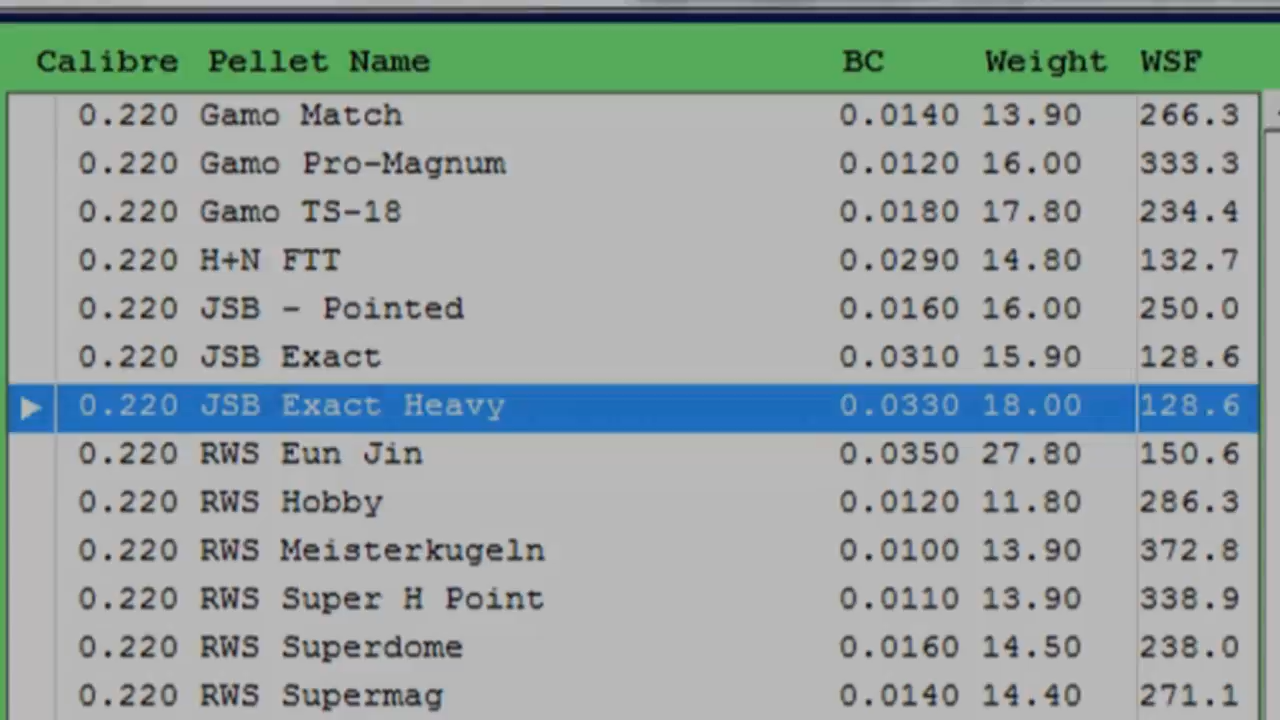 Calibre Pellet Name BC Weight WSF
0.220 Gamo Match 0.0140 13.90 266.3
0.220 Gamo Pro-Magnum 0.0120 16.00 333.3
0.220 Gamo TS-18 0.0180 17.80 234.4
0.220 H+N FTT 0.0290 14.80 132.7
0.220 JSB - Pointed 0.0160 16.00 250.0
0.220 JSB Exact 0.0310 15.90 128.6
0.220 JSB Exact Heavy 0.0330 18.00 128.6
0.220 RWS Eun Jin 0.0350 27.80 150.6
0.220 RWS Hobby 0.0120 11.80 286.3
0.220 RWS Meisterkugeln 0.0100 13.90 372.8
0.220 RWS Super H Point 0.0110 13.90 338.9
0.220 RWS Superdome 0.0160 14.50 238.0
0.220 RWS Supermag 0.0140 14.40 271.1